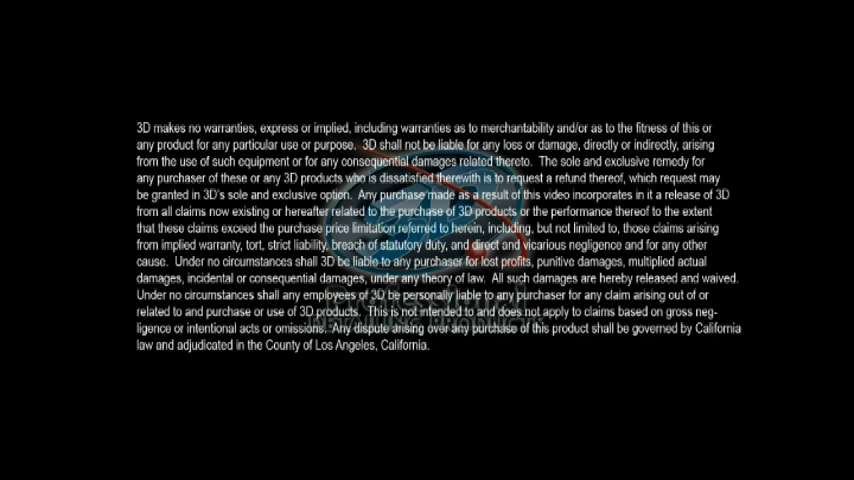 3D makes no warranties, express or implied, including warranties as to merchantability and/or as to the fitness of this or
any product for any particular use or purpose.  3D shall not be liable for any loss or damage, directly or indirectly, arising
from the use of such equipment or for any consequential damages related thereto.  The sole and exclusive remedy for
any purchaser of these or any 3D products who is dissatisfied therewith is to request a refund thereof, which request may
be granted in 3D's sole and exclusive option.  Any purchase made as a result of this video incorporates in it a release of 3D
from all claims now existing or hereafter related to the purchase of 3D products or the performance thereof to the extent
that these claims exceed the purchase price limitation referred to herein, including, but not limited to, those claims arising
from implied warranty, tort, strict liability, breach of statutory duty, and direct and vicarious negligence and for any other
cause.  Under no circumstances shall 3D be liable to any purchaser for lost profits, punitive damages, multiplied actual
damages, incidental or consequential damages, under any theory of law.  All such damages are hereby released and waived.
Under no circumstances shall any employees of 3D be personally liable to any purchaser for any claim arising out of or
related to and purchase or use of 3D products.  This is not intended to and does not apply to claims based on gross neg-
ligence or intentional acts or omissions.  Any dispute arising over any purchase of this product shall be governed by California
law and adjudicated in the County of Los Angeles, California.
3D
Professional
DETAILING PRODUCTS